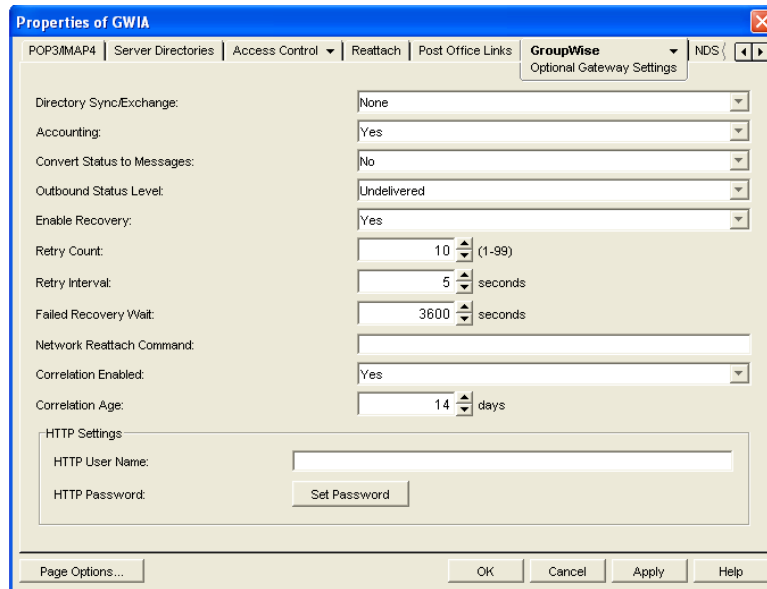 Properties of GWIA
POP3/IMAP4 Server Directories Access Control Reattach Post Office Links GroupWise NDS
Optional Gateway Settings
Directory Sync/Exchange: None
Accounting: Yes
Convert Status to Messages: No
Outbound Status Level: Undelivered
Enable Recovery: Yes
Retry Count: 10 (1-99)
Retry Interval: 5 seconds
Failed Recovery Wait: 3600 seconds
Network Reattach Command:
Correlation Enabled: Yes
Correlation Age: 14 days
HTTP Settings
HTTP User Name:
HTTP Password: Set Password
Page Options... OK Cancel Apply Help